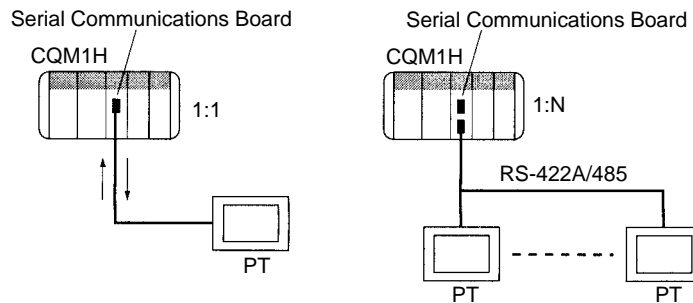 Serial Communications Board
CQM1H
1:1
PT
Serial Communications Board
CQM1H
1:N
RS-422A/485
PT
PT